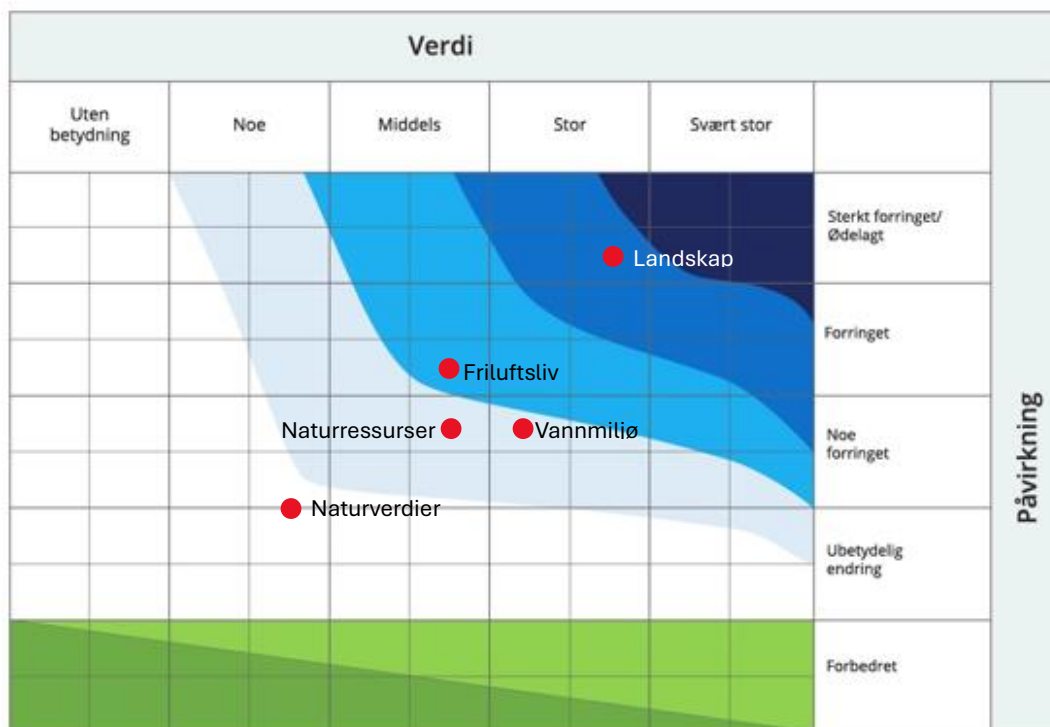 Verdi
Uten
betydning
Noe
Middels
Stor
Svært stor
Sterkt forringet/
Ødelagt
Landskap
Forringet
Friluftsliv
Naturressurser
Vannmiljø
Noe
forringet
Naturverdier
Ubetydelig
endring
Forbedret
Påvirkning